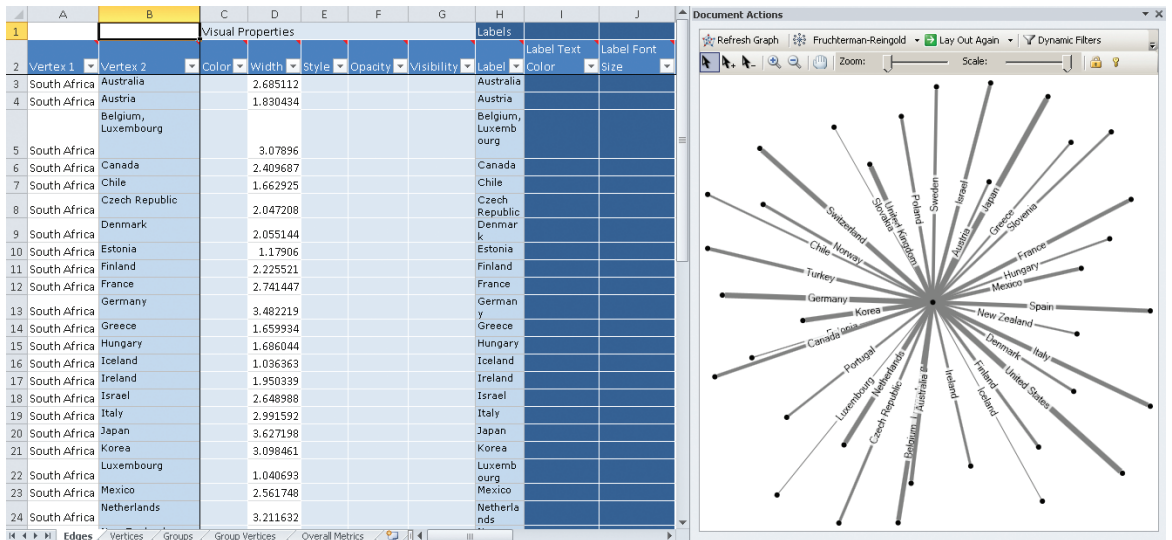 A B C D E F G H I J
1 Visual Properties Labels
2 Vertex 1 Vertex 2 Color Width Style Opacity Visibility Label Label Text Color Label Font Size
3 South Africa Australia 2.685112 Australia
4 South Africa Austria 1.830434 Austria
5 South Africa Belgium, Luxembourg 3.07896 Belgium, Luxemb ourg
6 South Africa Canada 2.409687 Canada
7 South Africa Chile 1.662925 Chile
8 South Africa Czech Republic 2.047208 Czech Republic
9 South Africa Denmark 2.055144 Denmar k
10 South Africa Estonia 1.17906 Estonia
11 South Africa Finland 2.225521 Finland
12 South Africa France 2.741447 France
13 South Africa Germany 3.482219 German y
14 South Africa Greece 1.659934 Greece
15 South Africa Hungary 1.686044 Hungary
16 South Africa Iceland 1.036363 Iceland
17 South Africa Ireland 1.950339 Ireland
18 South Africa Israel 2.648988 Israel
19 South Africa Italy 2.991592 Italy
20 South Africa Japan 3.627198 Japan
21 South Africa Korea 3.098461 Korea
22 South Africa Luxembourg 1.040693 Luxemb ourg
23 South Africa Mexico 2.561748 Mexico
24 South Africa Netherlands 3.211632 Netherla nds
Edges Vertices Groups Group Vertices Overall Metrics
Document Actions
Refresh Graph Fruchterman-Reingold Lay Out Again Dynamic Filters
Zoom: Scale:
Sweden
Israel
Japan
Austria
Greece
Slovenia
France
Hungary
Mexico
Spain
New Zealand
Italy
Denmark
United States
Finland
Iceland
Ireland
Australia
Belgium
Czech Republic
Netherlands
Luxembourg
Portugal
Canada
Korea
Germany
Turkey
Chile
Norway
Switzerland
Slovakia
United Kingdom
Poland